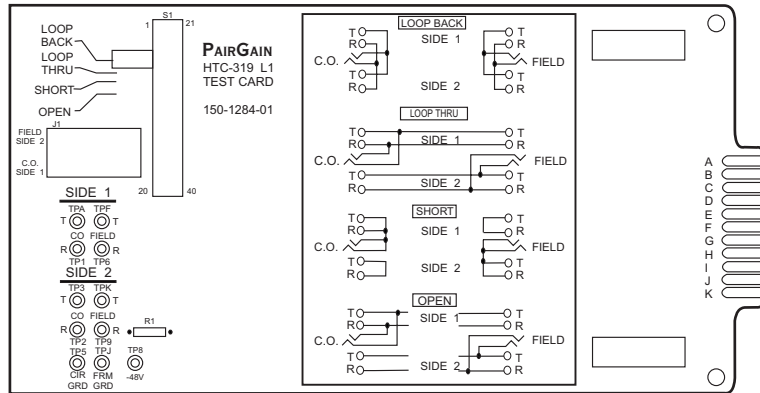 S1
1 21
LOOP
BACK
LOOP
THRU
SHORT
OPEN
PAIRGAIN
HTC-319 L1
TEST CARD
150-1284-01
J1
FIELD
SIDE 2
C.O.
SIDE 1
20 40
SIDE 1
TPA TPF
T T
CO FIELD
R R
TP1 TP6
SIDE 2
TP3 TPK
T T
CO FIELD
R R
TP2 TP9
TP5 TPJ
CIR FRM
GRD GRD
R1
TP8
-48V
LOOP BACK
T SIDE 1 T
R R
C.O. FIELD
T T
R SIDE 2 R
LOOP THRU
T SIDE 1 T
R R
C.O. FIELD
T SIDE 2 T
R R
SHORT
T SIDE 1 T
R R
C.O. FIELD
T SIDE 2 T
R R
OPEN
T SIDE 1 T
R R
C.O. FIELD
T SIDE 2 T
R R
A
B
C
D
E
F
G
H
I
J
K